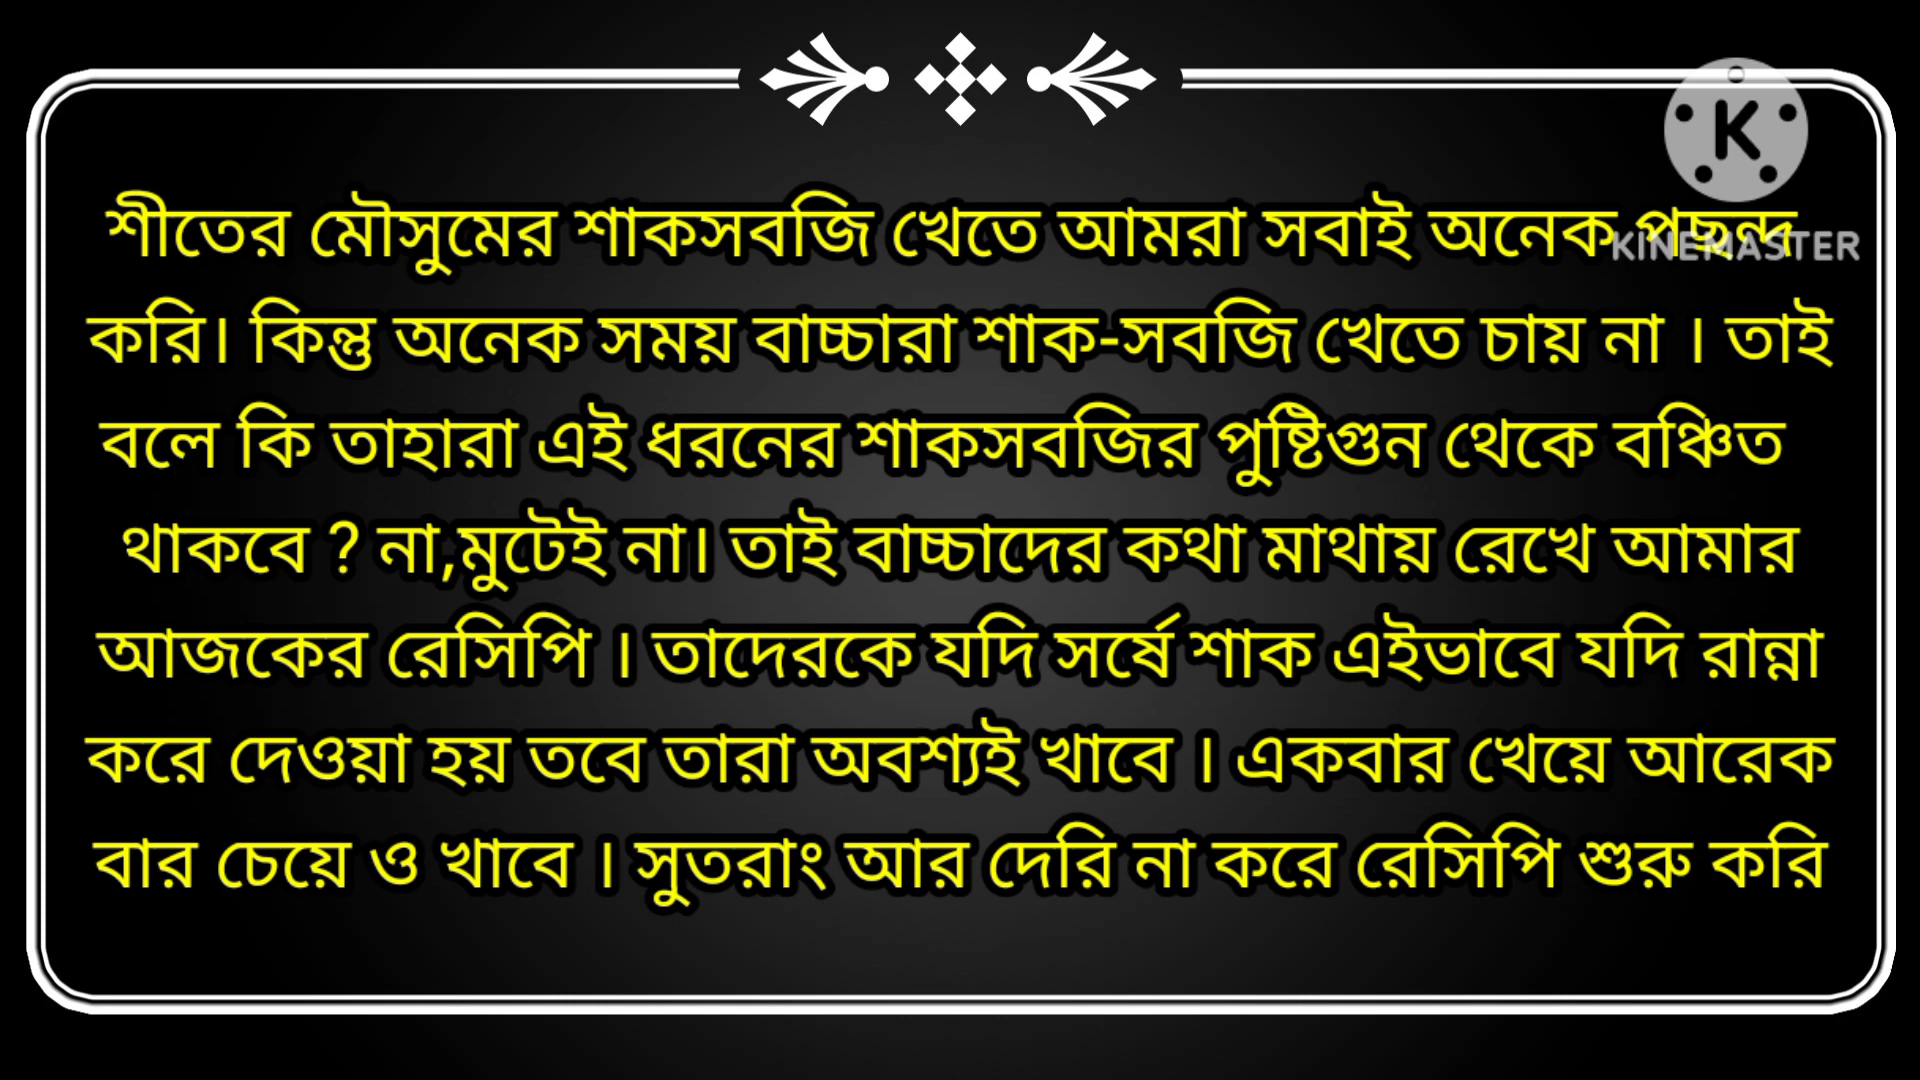 শীতের মৌসুমের শাকসবজি খেতে আমরা সবাই অনেক পছন্দ
করি। কিন্তু অনেক সময় বাচ্চারা শাক-সবজি খেতে চায় না । তাই
বলে কি তাহারা এই ধরনের শাকসবজির পুষ্টিগুন থেকে বঞ্চিত
থাকবে ? না,মুটেই না। তাই বাচ্চাদের কথা মাথায় রেখে আমার
আজকের রেসিপি । তাদেরকে যদি সর্ষে শাক এইভাবে যদি রান্না
করে দেওয়া হয় তবে তারা অবশ্যই খাবে । একবার খেয়ে আরেক
বার চেয়ে ও খাবে । সুতরাং আর দেরি না করে রেসিপি শুরু করি
K
KINEMASTER